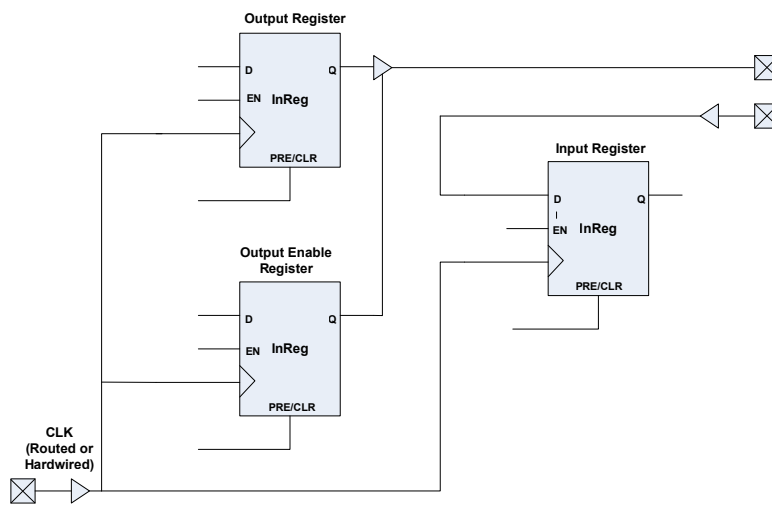 Output Register
D
Q
EN
InReg
PRE/CLR
Input Register
D
Q
EN
InReg
PRE/CLR
Output Enable
Register
D
Q
EN
InReg
PRE/CLR
CLK
(Routed or
Hardwired)